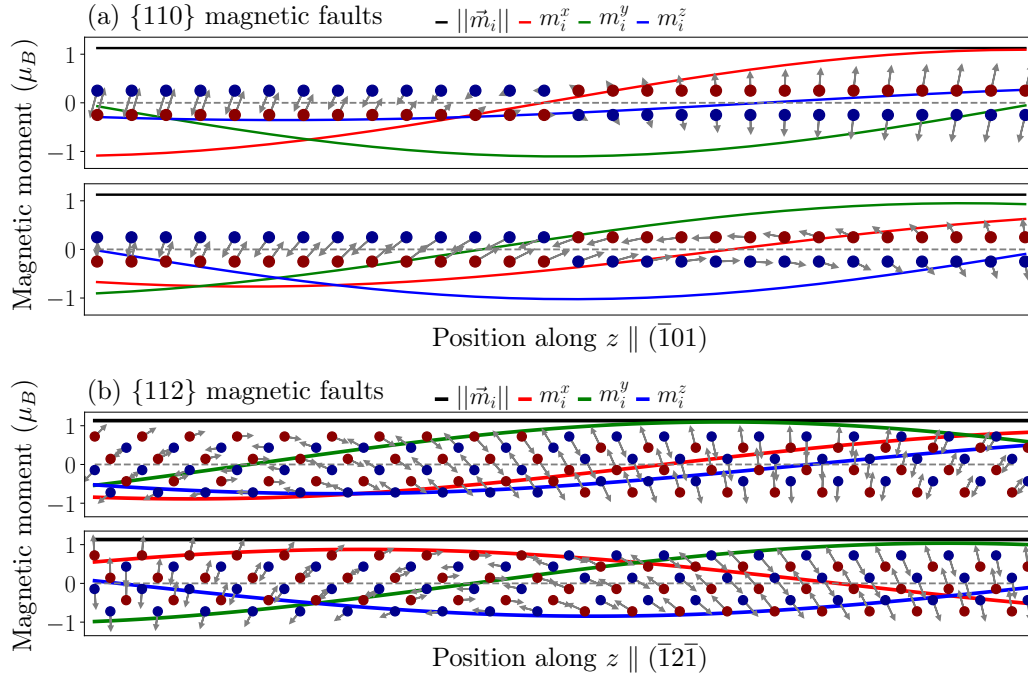 (a) {110} magnetic faults
||m⃗ᵢ|| mᵢˣ mᵢʸ mᵢᶻ
Magnetic moment (μ_B)
1
0
−1
1
0
−1
Position along z ∥ (1̅01)
(b) {112} magnetic faults
||m⃗ᵢ|| mᵢˣ mᵢʸ mᵢᶻ
Magnetic moment (μ_B)
1
0
−1
1
0
−1
Position along z ∥ (1̅21̅)